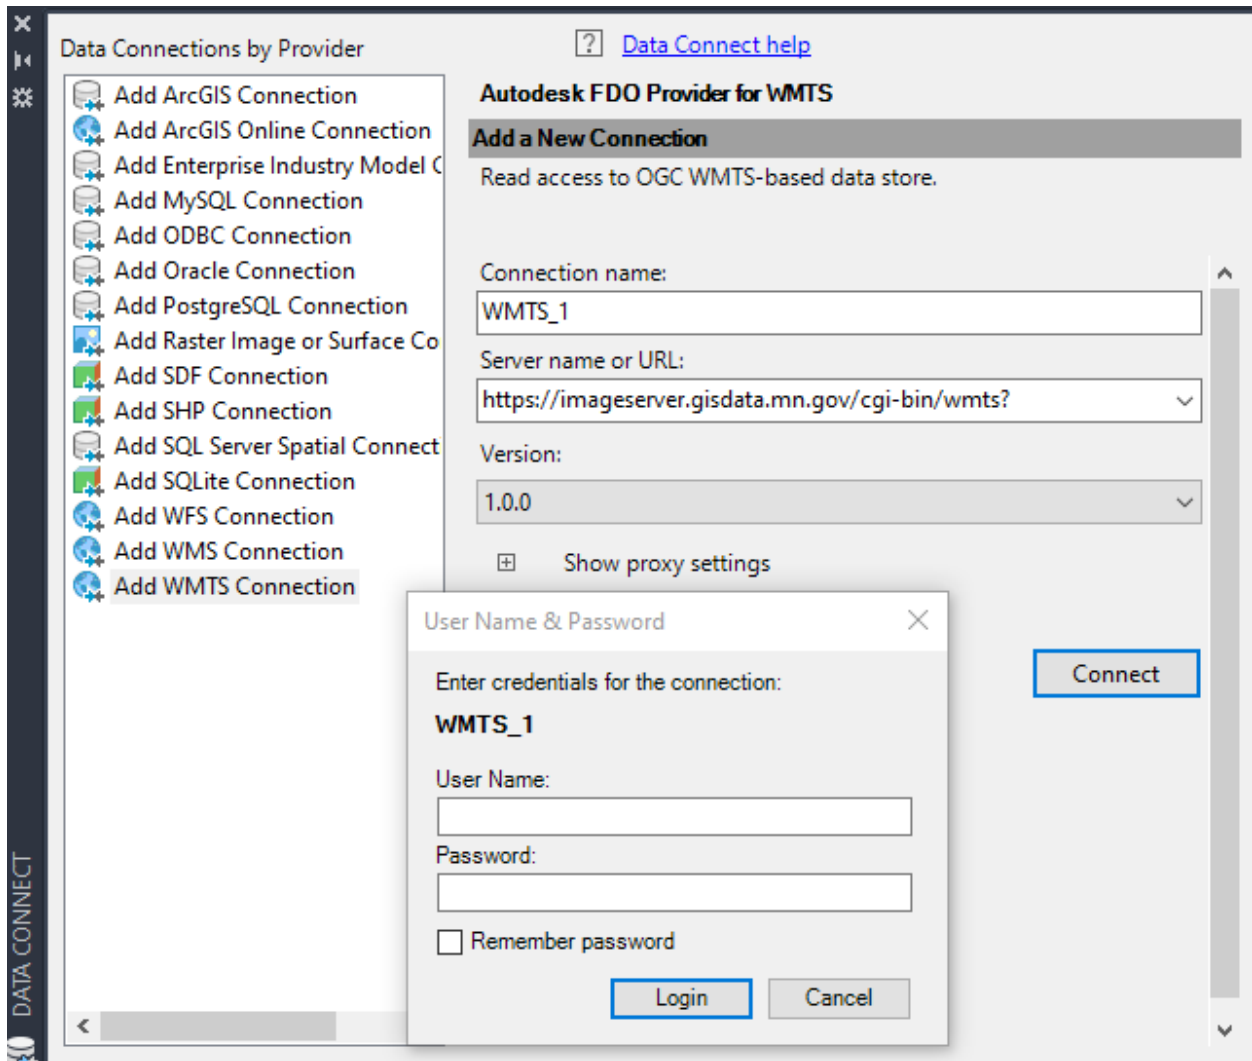 Data Connections by Provider
? Data Connect help
Add ArcGIS Connection
Add ArcGIS Online Connection
Add Enterprise Industry Model C
Add MySQL Connection
Add ODBC Connection
Add Oracle Connection
Add PostgreSQL Connection
Add Raster Image or Surface Co
Add SDF Connection
Add SHP Connection
Add SQL Server Spatial Connect
Add SQLite Connection
Add WFS Connection
Add WMS Connection
Add WMTS Connection
Autodesk FDO Provider for WMTS
Add a New Connection
Read access to OGC WMTS-based data store.
Connection name:
WMTS_1
Server name or URL:
https://imageserver.gisdata.mn.gov/cgi-bin/wmts?
Version:
1.0.0
Show proxy settings
Connect
User Name & Password
Enter credentials for the connection:
WMTS_1
User Name:
Password:
Remember password
Login
Cancel
DATA CONNECT